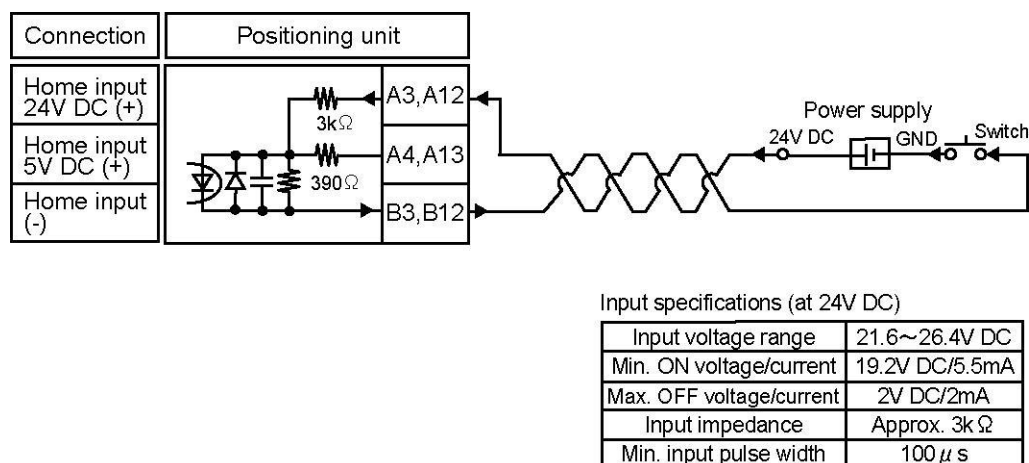 Connection
Positioning unit
Home input
24V DC (+)
Home input
5V DC (+)
Home input
(-)
3kΩ
390Ω
A3,A12
A4,A13
B3,B12
Power supply
24V DC
GND
Switch
Input specifications (at 24V DC)
Input voltage range 21.6～26.4V DC
Min. ON voltage/current 19.2V DC/5.5mA
Max. OFF voltage/current 2V DC/2mA
Input impedance Approx. 3kΩ
Min. input pulse width 100 μ s